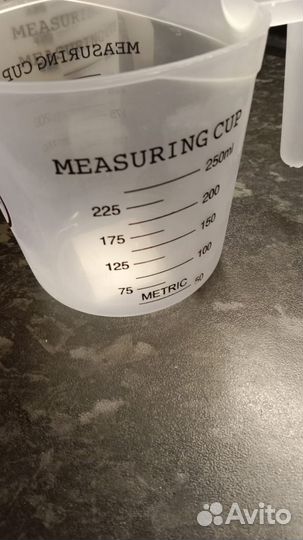 MEASURING CUP
MEASURING CUP
250ml
225
200
175
150
125
100
75
METRIC 50
Avito